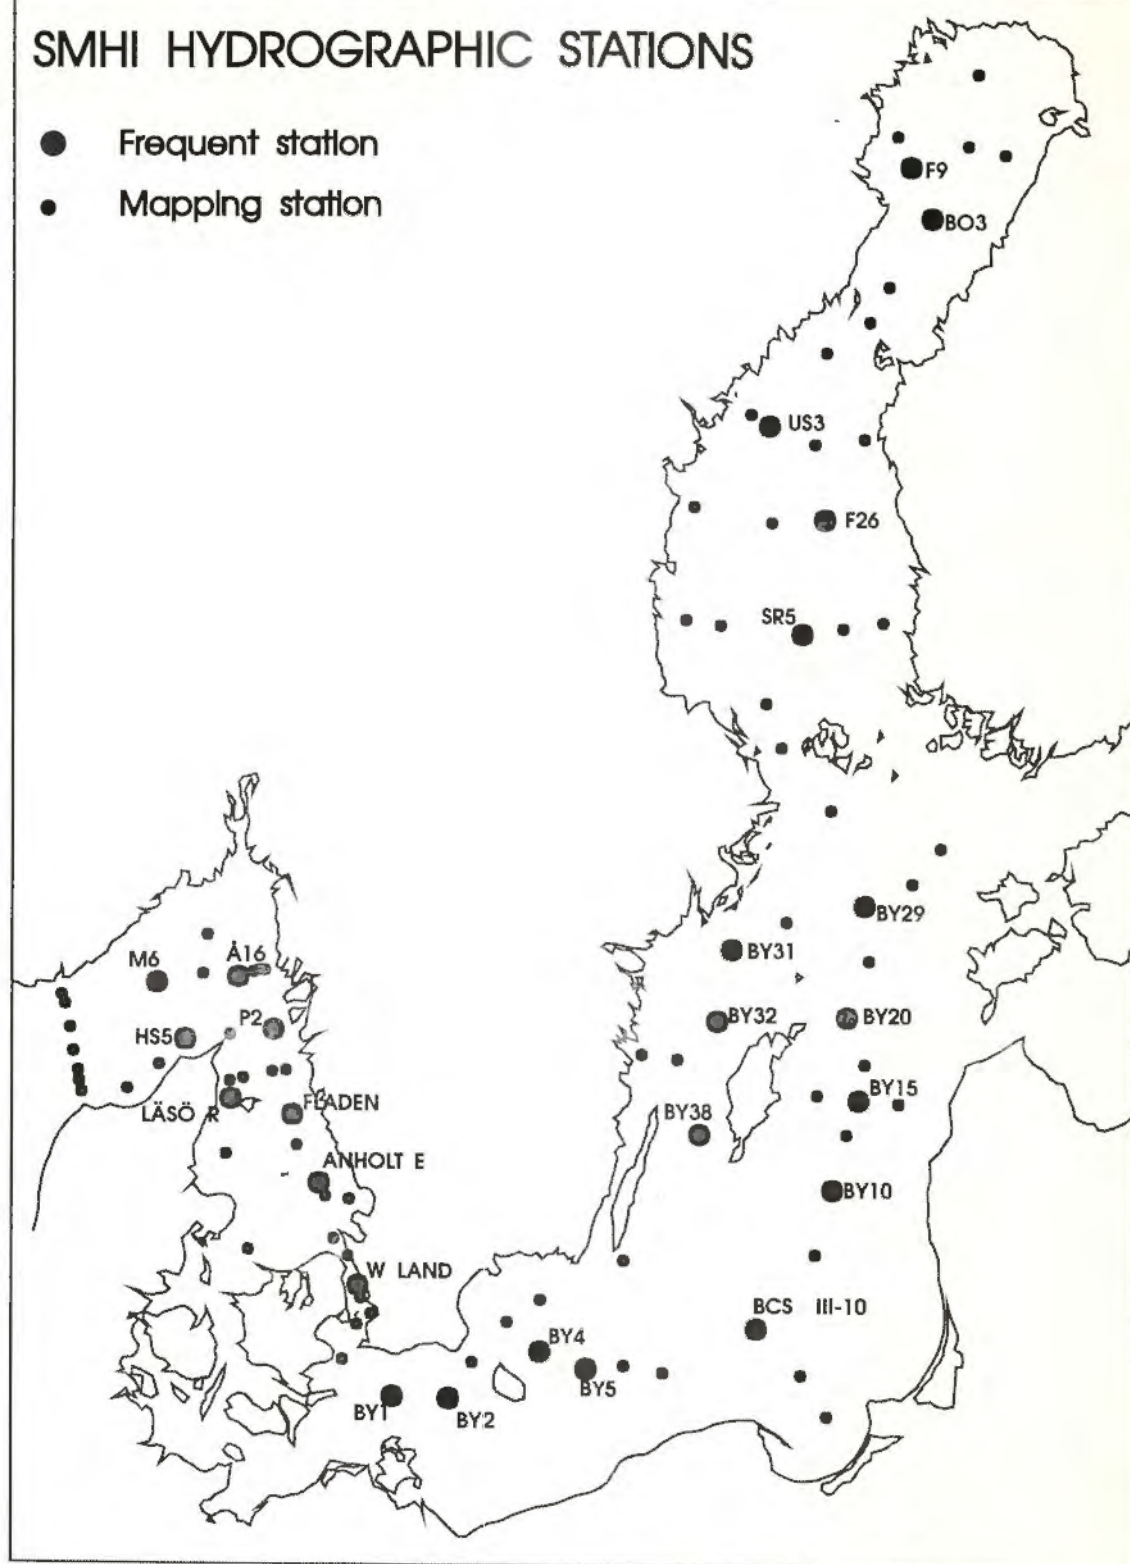 SMHI HYDROGRAPHIC STATIONS
Frequent station
Mapping station
F9
BO3
US3
F26
SR5
BY29
BY31
M6
Å16
P2
BY32
BY20
HS5
LÄSÖ R
FLADEN
BY15
BY38
ANHOLT E
BY10
W LAND
BCS III-10
BY4
BY5
BY1
BY2